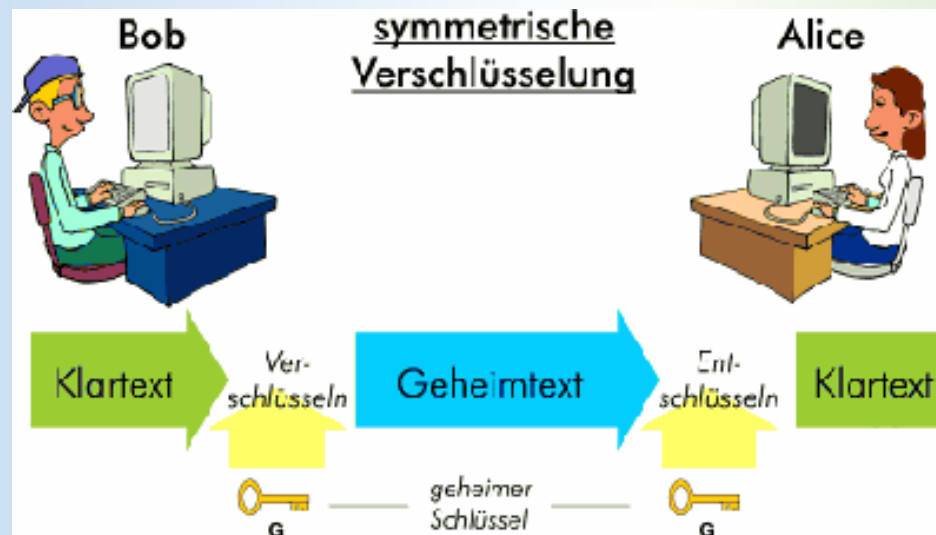 Bob
symmetrische
Verschlüsselung
Alice
Klartext
Ver-
schlüsseln
Geheimtext
Ent-
schlüsseln
Klartext
G
geheimer
Schlüssel
G